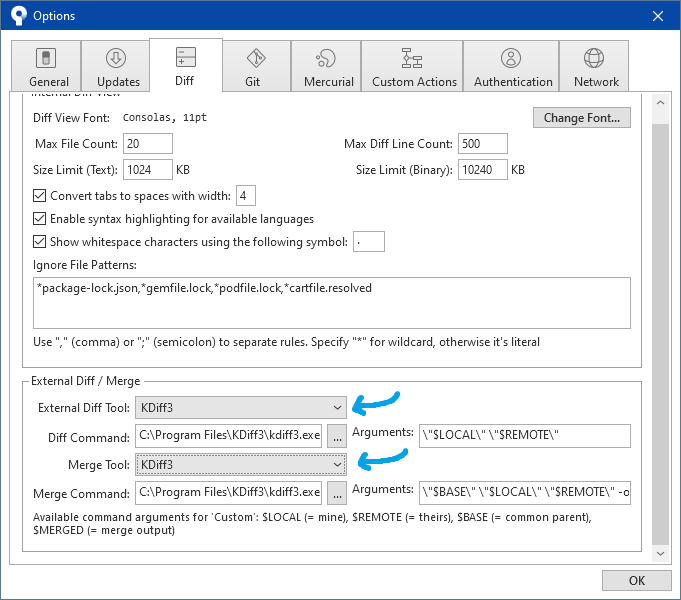 Options
General Updates Diff Git Mercurial Custom Actions Authentication Network
Internal Diff View
Diff View Font: Consolas, 11pt Change Font...
Max File Count: 20 Max Diff Line Count: 500
Size Limit (Text): 1024 KB Size Limit (Binary): 10240 KB
Convert tabs to spaces with width: 4
Enable syntax highlighting for available languages
Show whitespace characters using the following symbol: .
Ignore File Patterns:
*package-lock.json,*gemfile.lock,*podfile.lock,*cartfile.resolved
Use "," (comma) or ";" (semicolon) to separate rules. Specify "*" for wildcard, otherwise it's literal
External Diff / Merge
External Diff Tool: KDiff3
Diff Command: C:\Program Files\KDiff3\kdiff3.exe ... Arguments: \"$LOCAL\" \"$REMOTE\"
Merge Tool: KDiff3
Merge Command: C:\Program Files\KDiff3\kdiff3.exe ... Arguments: \"$BASE\" \"$LOCAL\" \"$REMOTE\" -o
Available command arguments for 'Custom': $LOCAL (= mine), $REMOTE (= theirs), $BASE (= common parent),
$MERGED (= merge output)
OK